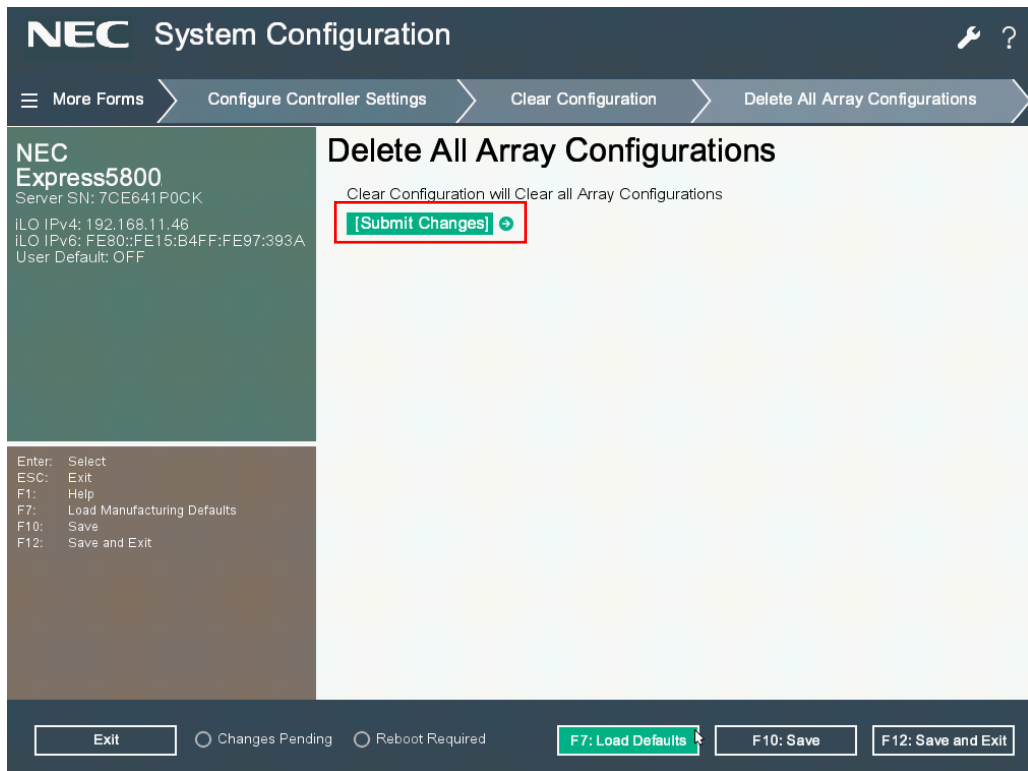 NEC System Configuration
?
More Forms
Configure Controller Settings
Clear Configuration
Delete All Array Configurations
NEC
Express5800
Server SN: 7CE641P0CK
iLO IPv4: 192.168.11.46
iLO IPv6: FE80::FE15:B4FF:FE97:393A
User Default: OFF
Delete All Array Configurations
Clear Configuration will Clear all Array Configurations
[Submit Changes]
Enter: Select
ESC: Exit
F1: Help
F7: Load Manufacturing Defaults
F10: Save
F12: Save and Exit
Exit
Changes Pending
Reboot Required
F7: Load Defaults
F10: Save
F12: Save and Exit